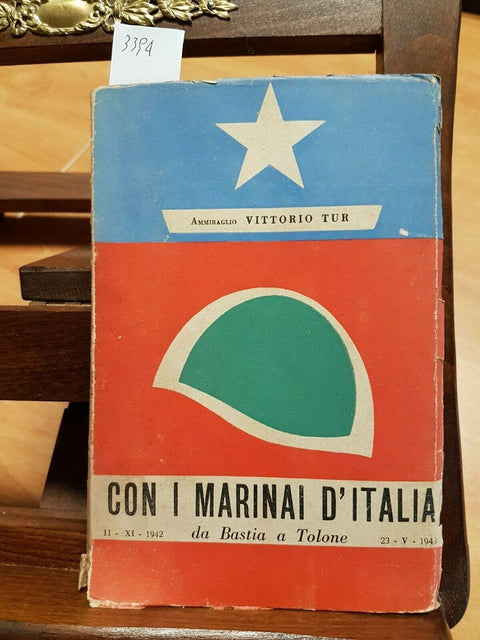 3394
Ammiraglio VITTORIO TUR
CON I MARINAI D'ITALIA
11 - XI - 1942 da Bastia a Tolone 23 - V - 1943